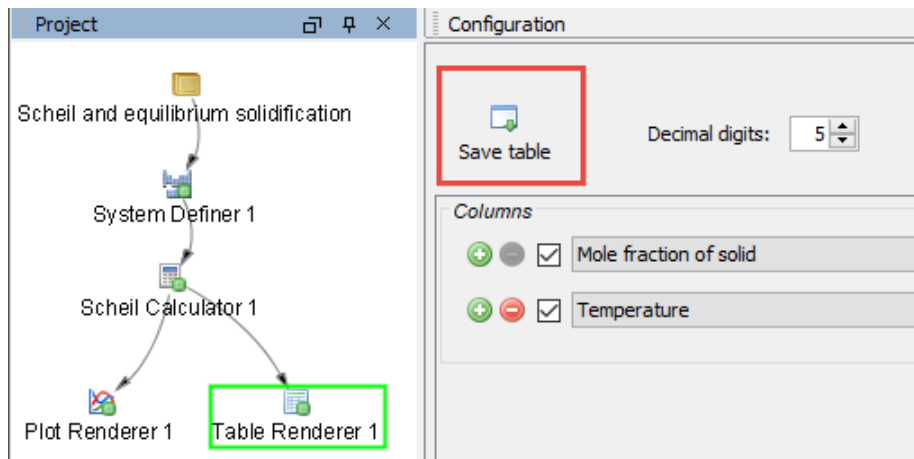 Project
Scheil and equilibrium solidification
System Definer 1
Scheil Calculator 1
Plot Renderer 1
Table Renderer 1
Configuration
Save table
Decimal digits: 5
Columns
Mole fraction of solid
Temperature